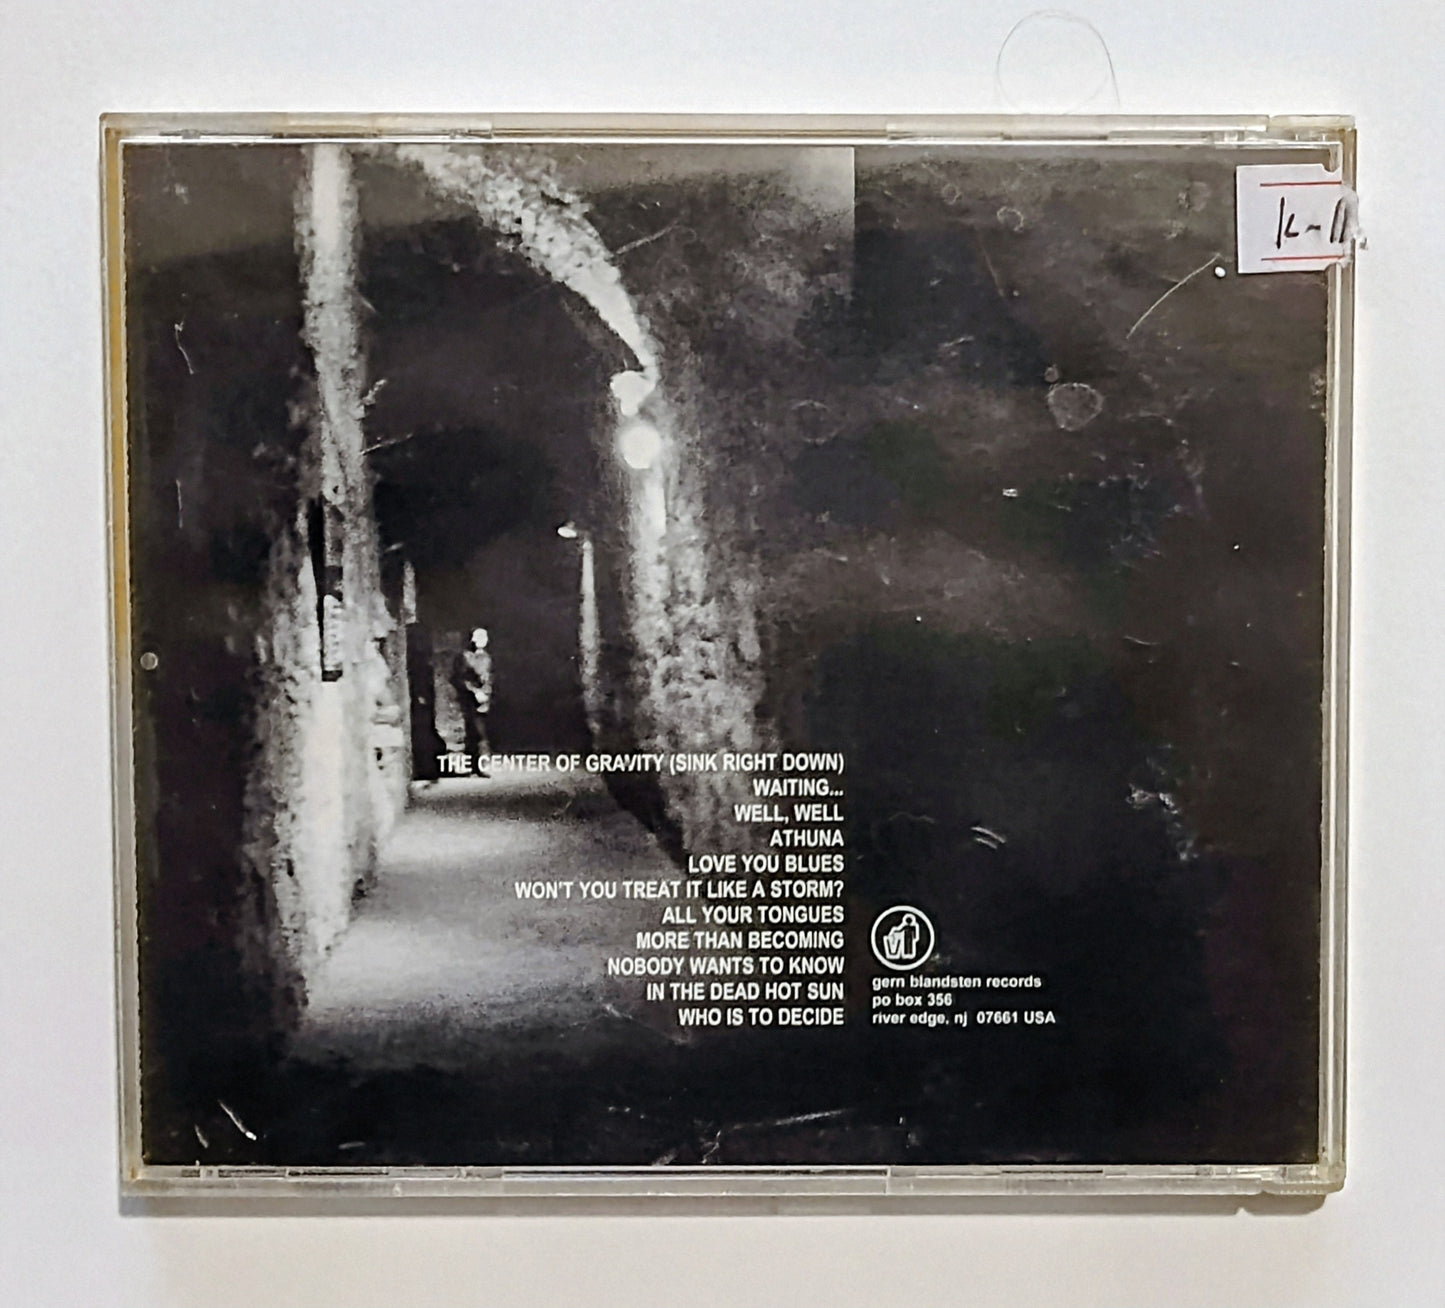 THE CENTER OF GRAVITY (SINK RIGHT DOWN)
WAITING...
WELL, WELL
ATHUNA
LOVE YOU BLUES
WON'T YOU TREAT IT LIKE A STORM?
ALL YOUR TONGUES
MORE THAN BECOMING
NOBODY WANTS TO KNOW
IN THE DEAD HOT SUN
WHO IS TO DECIDE
gern blandsten records
po box 356
river edge, nj 07661 USA